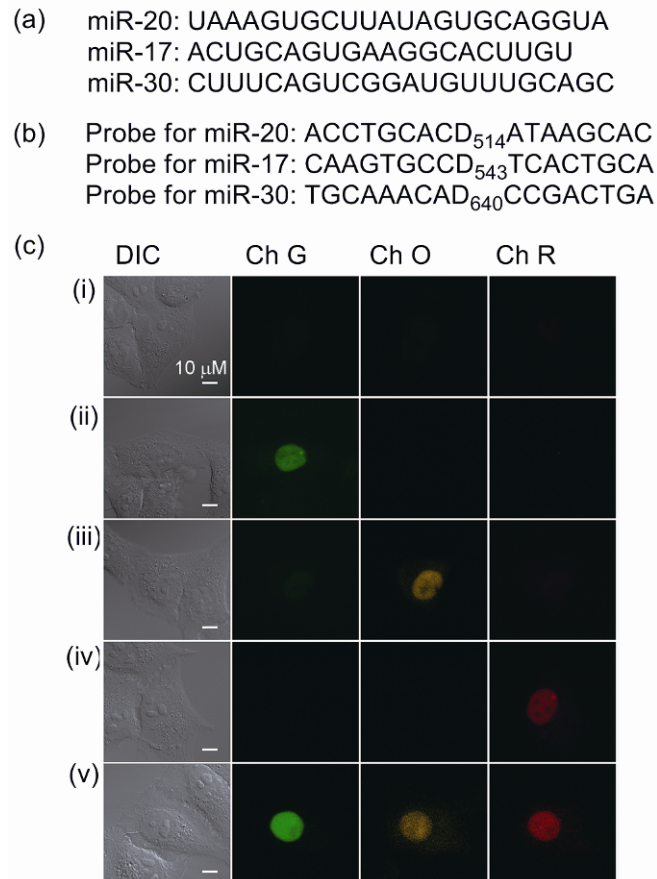 (a) miR-20: UAAAGUGCUUAUAGUGCAGGUA
miR-17: ACUGCAGUGAAGGCACUUGU
miR-30: CUUUCAGUCGGAUGUUUGCAGC
(b) Probe for miR-20: ACCTGCACD514ATAAGCAC
Probe for miR-17: CAAGTGCCD543TCACTGCA
Probe for miR-30: TGCAAACAD640CCGACTGA
(c) DIC Ch G Ch O Ch R
(i)
10 μM
(ii)
(iii)
(iv)
(v)